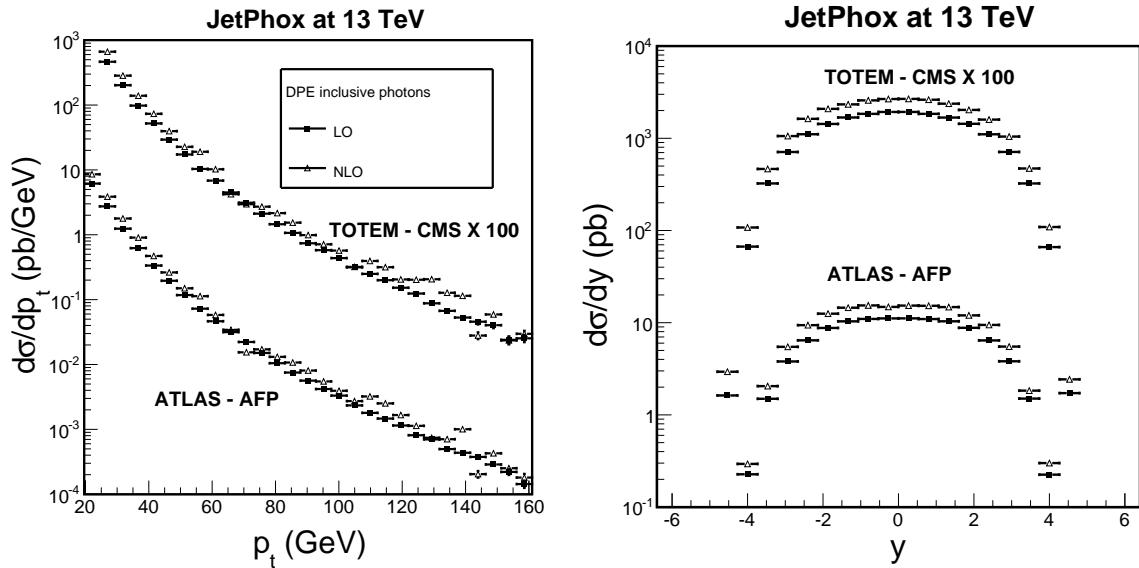 JetPhox at 13 TeV
dσ/dp_t (pb/GeV)
10^3
10^2
10
1
10^-1
10^-2
10^-3
10^-4
DPE inclusive photons
LO
NLO
TOTEM - CMS X 100
ATLAS - AFP
20 40 60 80 100 120 140 160
p_t (GeV)
JetPhox at 13 TeV
dσ/dy (pb)
10^4
10^3
10^2
10
1
10^-1
TOTEM - CMS X 100
ATLAS - AFP
-6 -4 -2 0 2 4 6
y